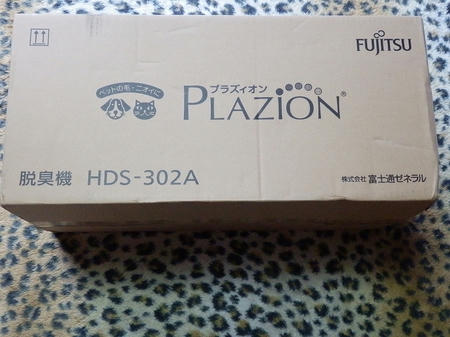 FUJITSU
ペットの毛・ニオイに
プラズィオン
PLAZION®
脱臭機 HDS-302A
株式会社 富士通ゼネラル